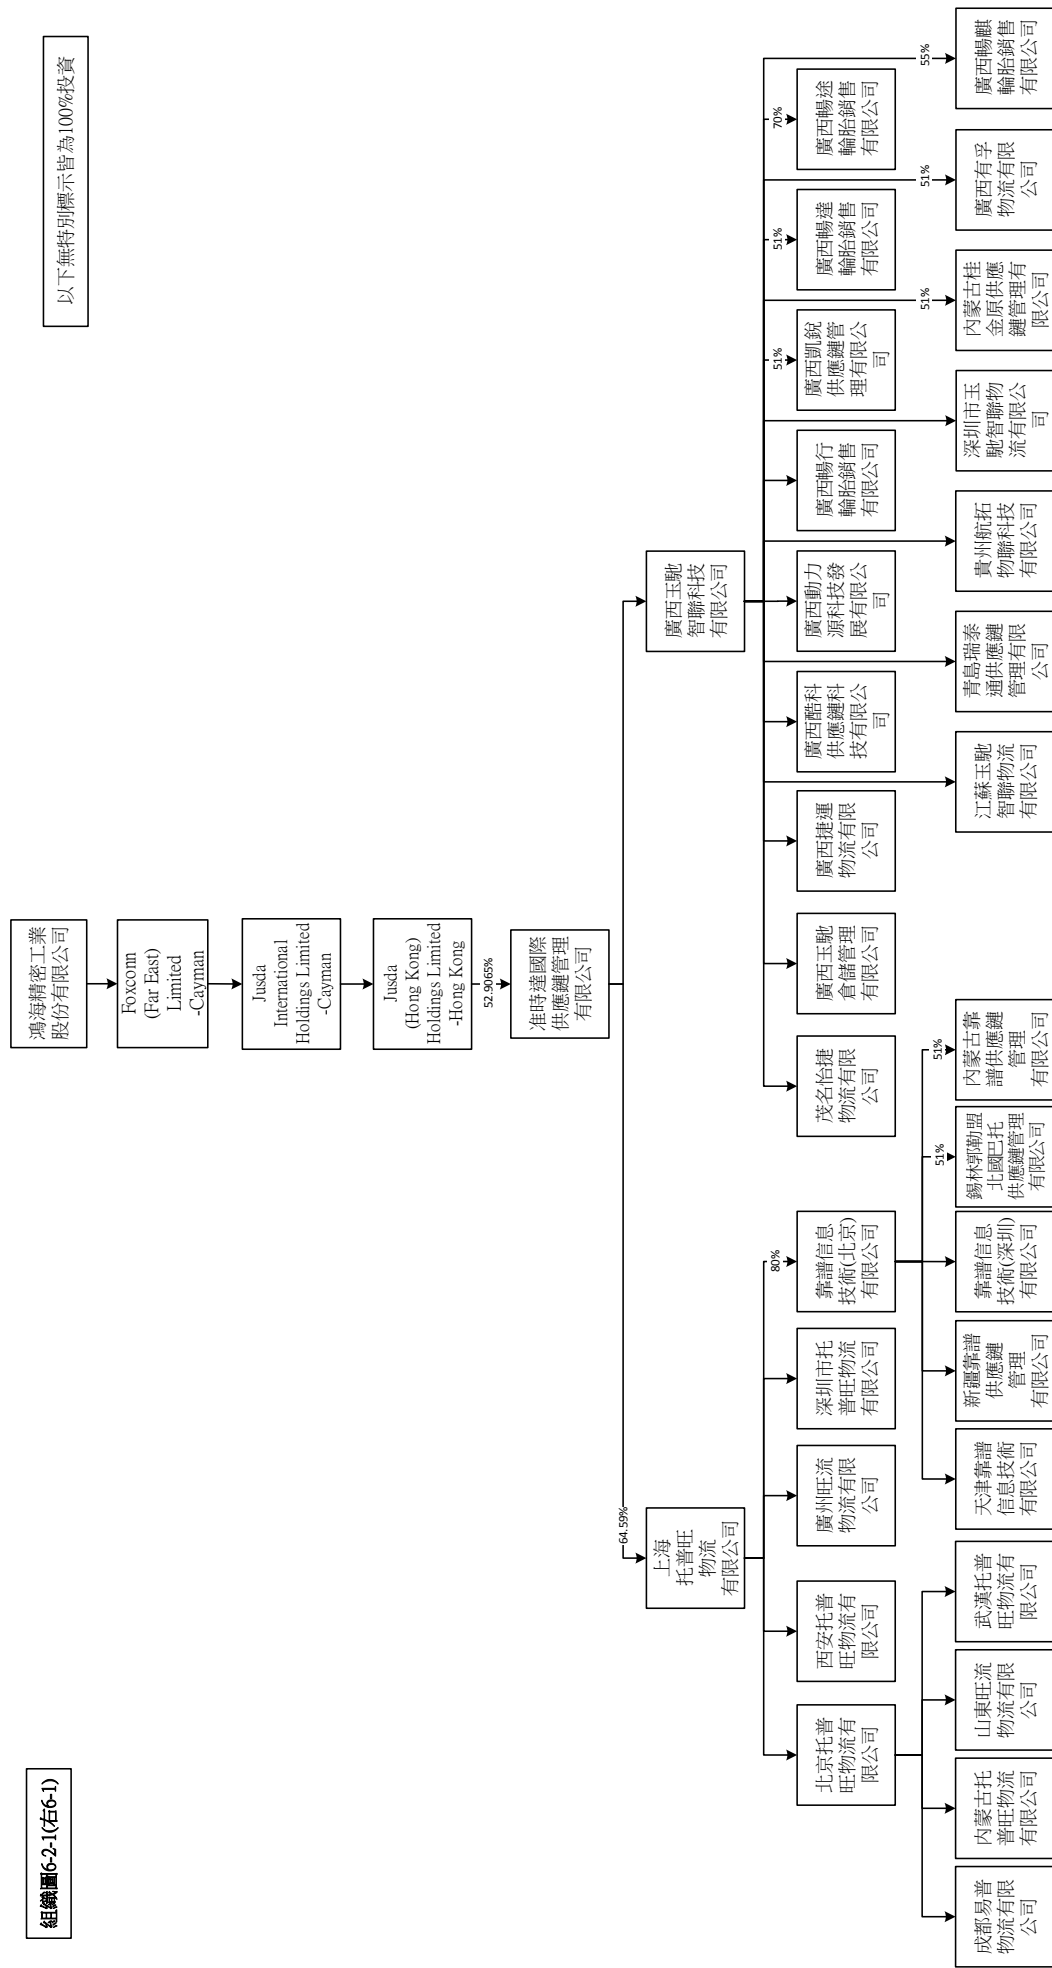 組織圖6-2-1(右6-1)
以下無特別標示皆為100%投資
鴻海精密工業
股份有限公司
Foxconn
(Far East)
Limited
-Cayman
Jusda
International
Holdings Limited
-Cayman
Jusda
(Hong Kong)
Holdings Limited
-Hong Kong
52.9065%
准時達國際
供應鏈管理
有限公司
64.59%
上海
托普旺
物流
有限公司
廣西玉馳
智聯科技
有限公司
北京托普
旺物流有
限公司
西安托普
旺物流有
限公司
廣州旺流
物流有限
公司
深圳市托
普旺物流
有限公司
80%
靠譜信息
技術(北京)
有限公司
茂名怡捷
物流有限
公司
廣西玉馳
倉儲管理
有限公司
廣西捷運
物流有限
公司
廣西酷科
供應鏈科
技有限公
司
廣西動力
源科技發
展有限公
司
廣西暢行
輪胎銷售
有限公司
51%
廣西凱銳
供應鏈管
理有限公
司
51%
廣西暢達
輪胎銷售
有限公司
70%
廣西暢途
輪胎銷售
有限公司
成都易普
物流有限
公司
內蒙古托
普旺物流
有限公司
山東旺流
物流有限
公司
武漢托普
旺物流有
限公司
天津靠譜
信息技術
有限公司
新疆靠譜
供應鏈
管理
有限公司
靠譜信息
技術(深圳)
有限公司
51%
錫林郭勒盟
北國巴托
供應鏈管理
有限公司
51%
內蒙古靠
譜供應鏈
管理
有限公司
江蘇玉馳
智聯物流
有限公司
青島瑞泰
通供應鏈
管理有限
公司
貴州航拓
物聯科技
有限公司
深圳市玉
馳智聯物
流有限公
司
51%
內蒙古桂
金原供應
鏈管理有
限公司
51%
廣西有孚
物流有限
公司
55%
廣西暢麒
輪胎銷售
有限公司